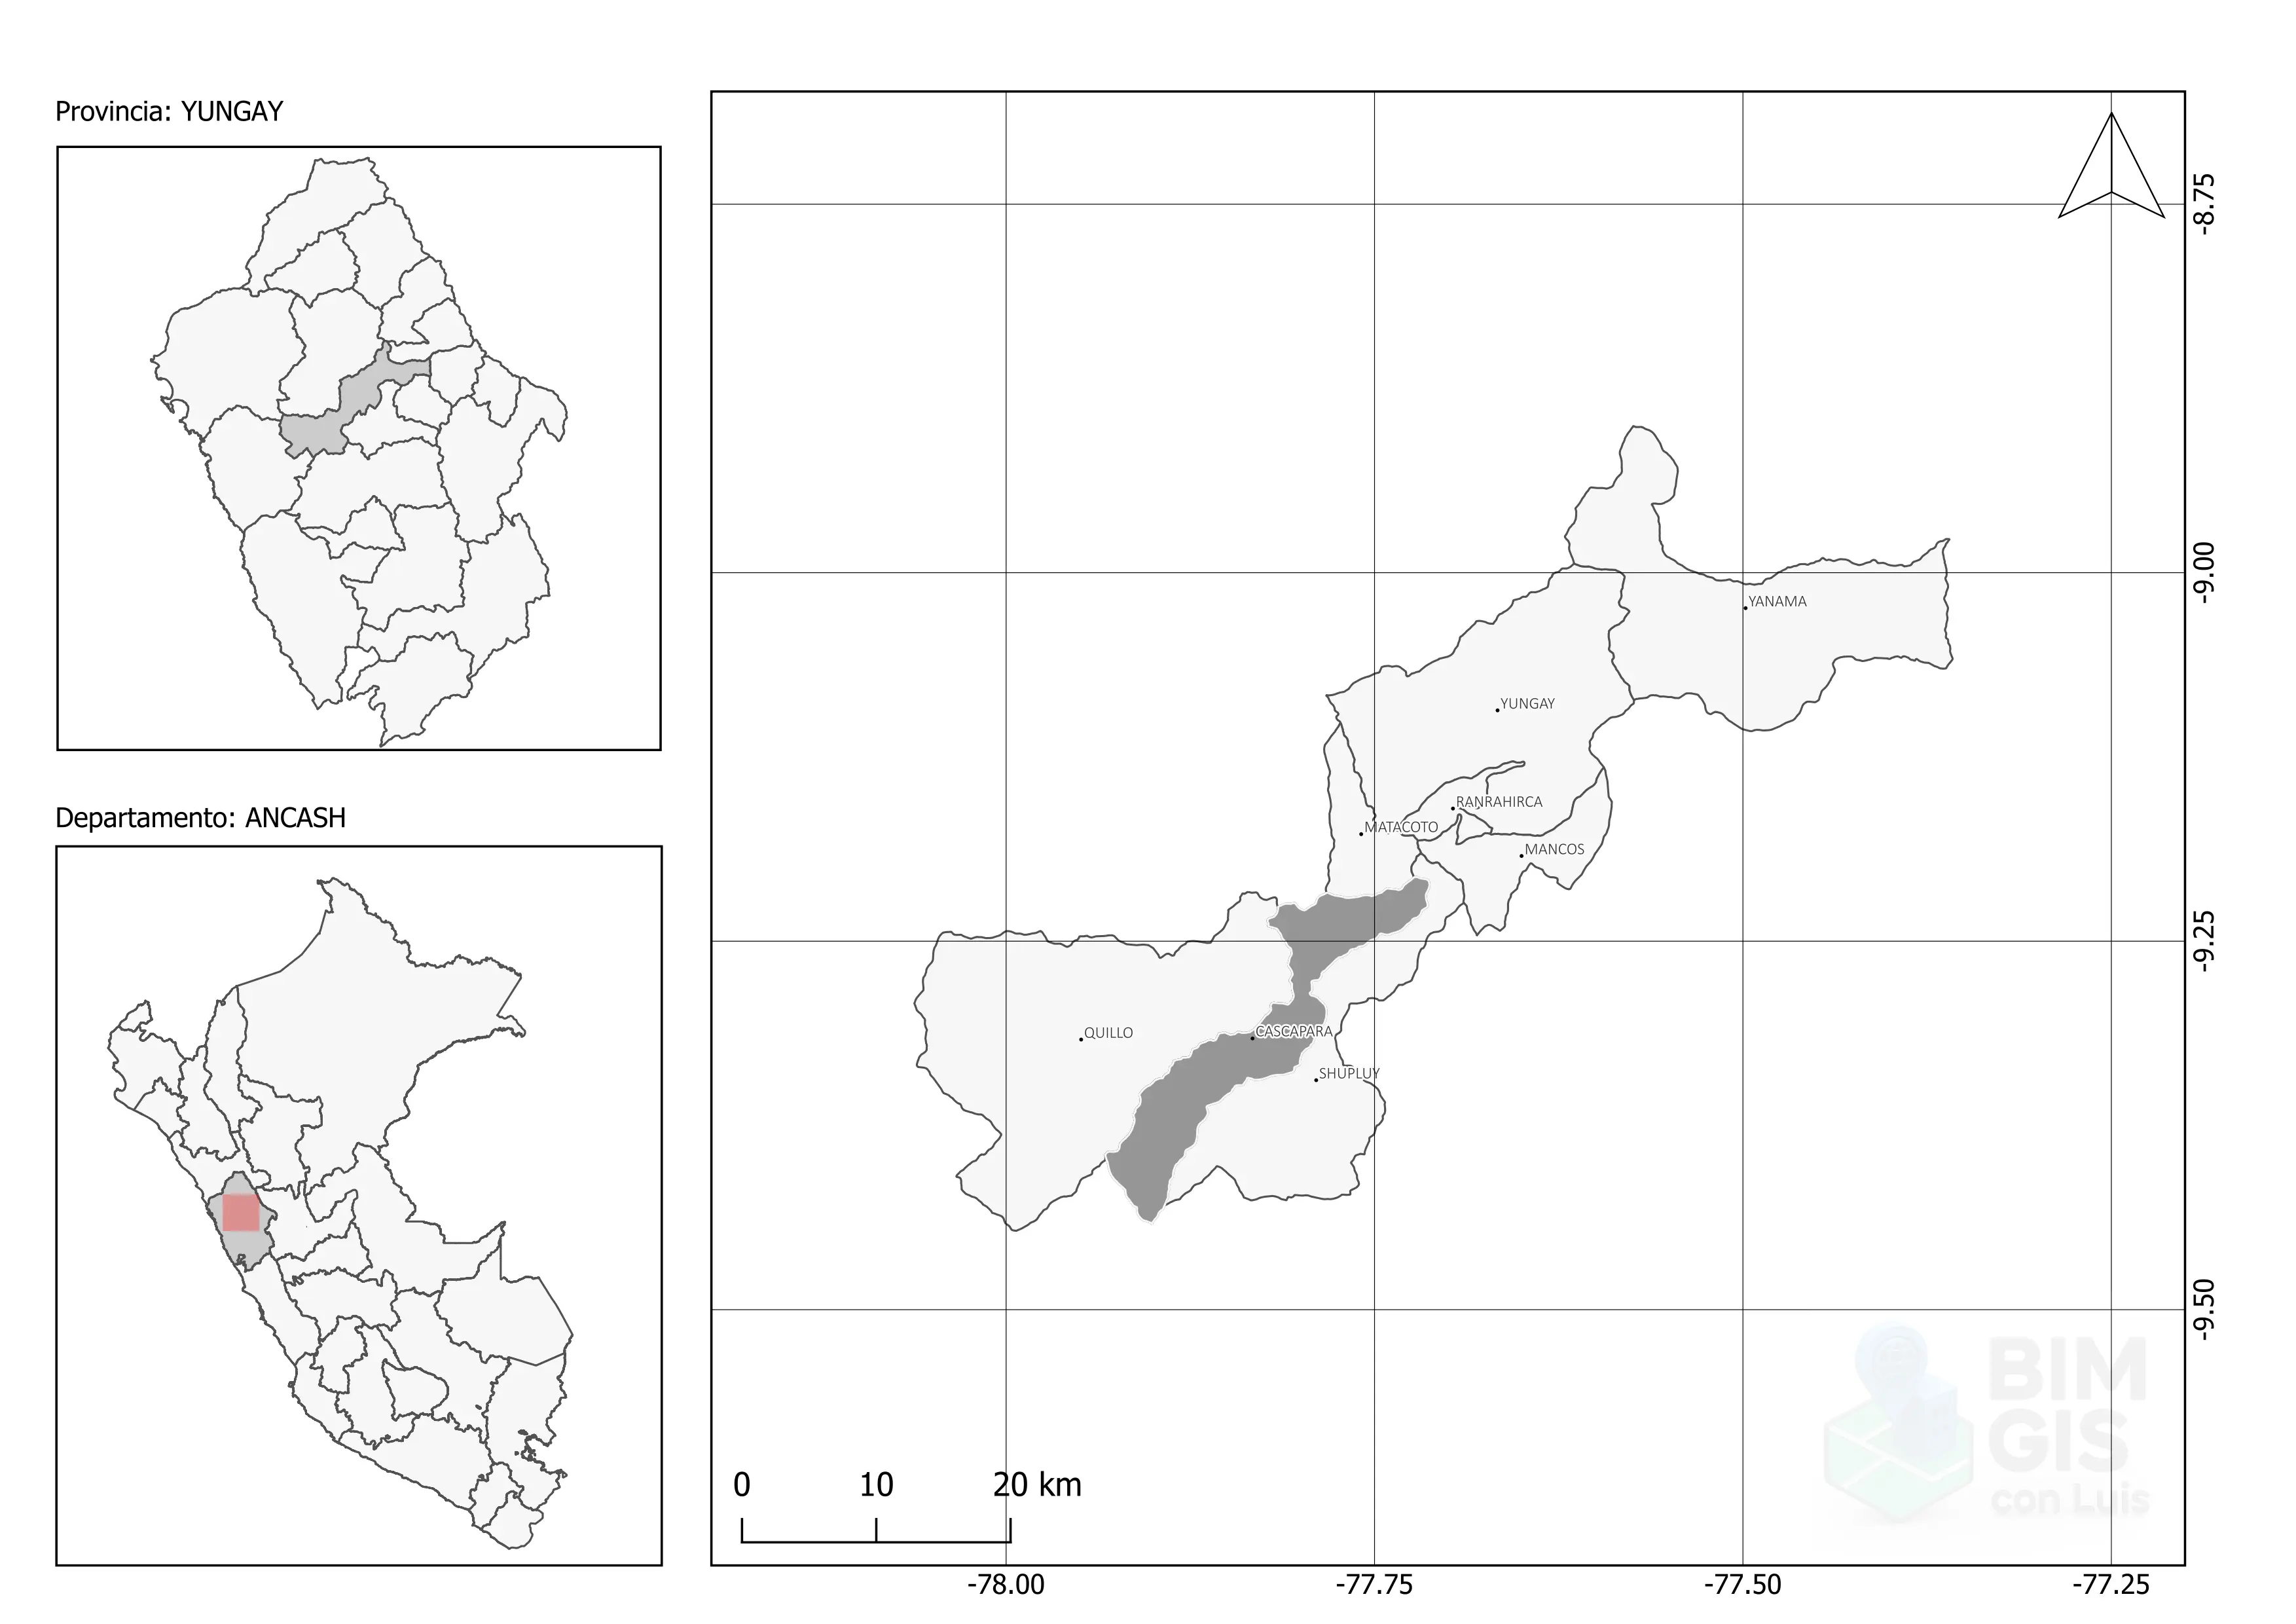 Provincia: YUNGAY
Departamento: ANCASH
YANAMA
YUNGAY
RANRAHIRCA
MATACOTO
MANCOS
QUILLO
CASCAPARA
SHUPLUY
-8.75
-9.00
-9.25
-9.50
0 10 20 km
BIM
GIS
con Luis
-78.00 -77.75 -77.50 -77.25